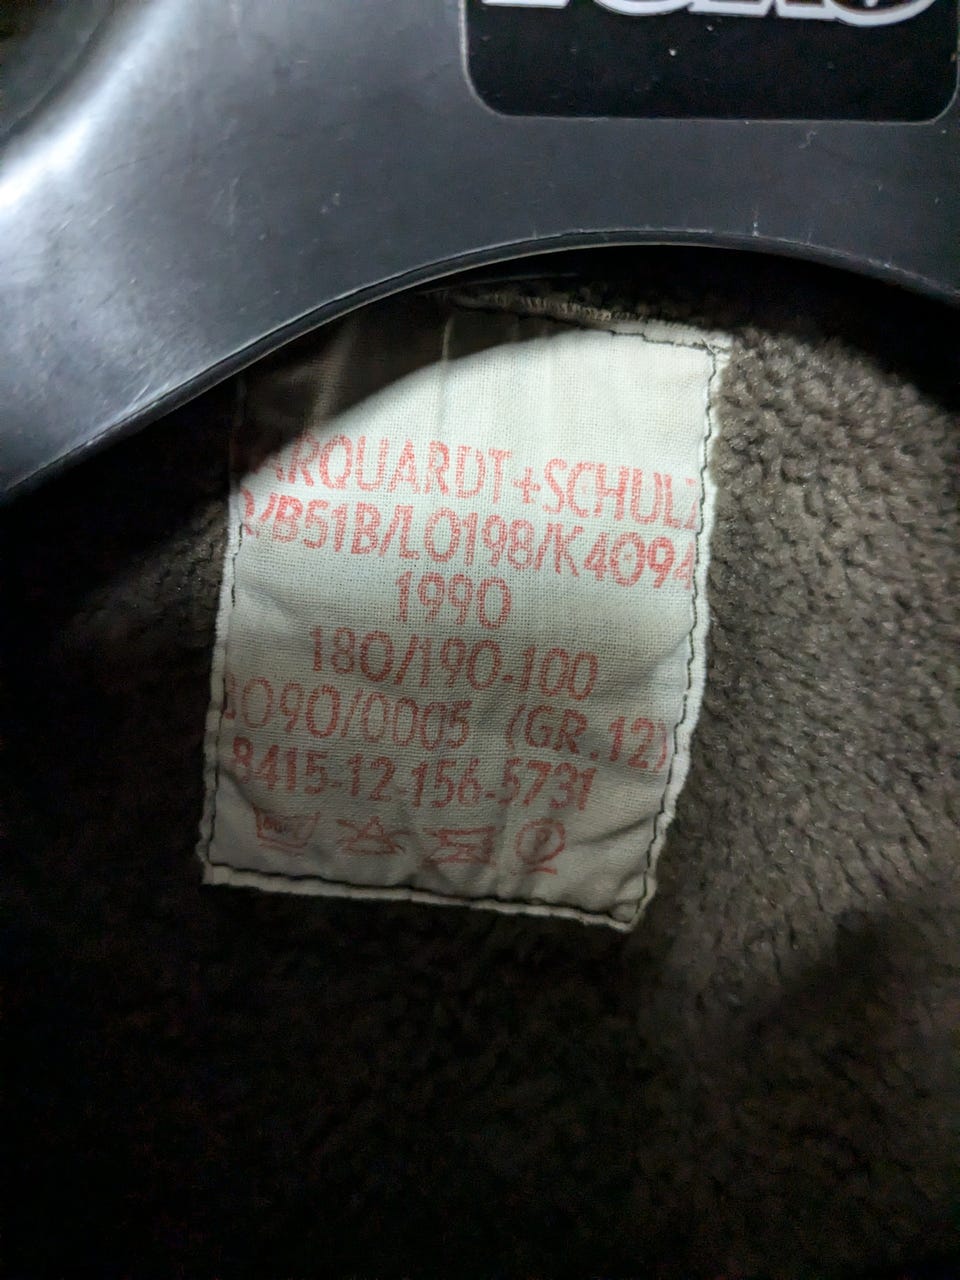 ARQUARDT+SCHULZ
/B51B/L0198/K4094
1990
180/190-100
090/0005 (GR.12)
8415-12-156-5731